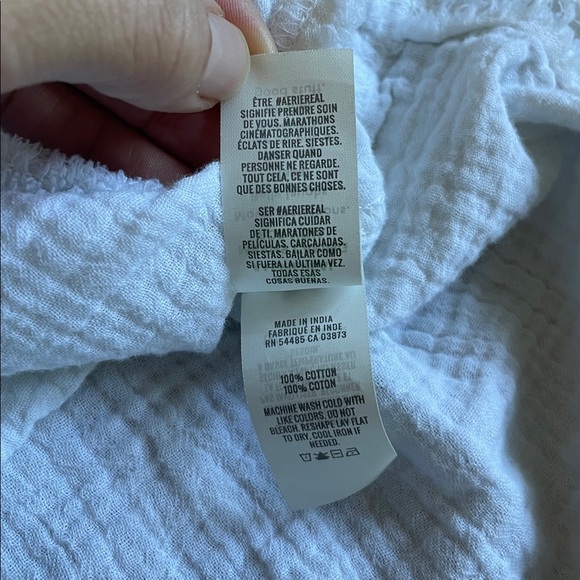 ÊTRE #AERIEREAL
SIGNIFIE PRENDRE SOIN
DE VOUS. MARATHONS
CINÉMATOGRAPHIQUES.
ÉCLATS DE RIRE. SIESTES.
DANSER QUAND
PERSONNE NE REGARDE.
TOUT CELA, CE NE SONT
QUE DES BONNES CHOSES.
SER #AERIEREAL
SIGNIFICA CUIDAR
DE TI. MARATONES DE
PELÍCULAS, CARCAJADAS.
SIESTAS. BAILAR COMO
SI FUERA LA ÚLTIMA VEZ.
TODAS ESAS
COSAS BUENAS.
MADE IN INDIA
FABRIQUÉ EN INDE
RN 54485 CA 03873
100% COTTON
100% COTON
MACHINE WASH COLD WITH
LIKE COLORS. DO NOT
BLEACH. RESHAPE LAY FLAT
TO DRY. COOL IRON IF
NEEDED.